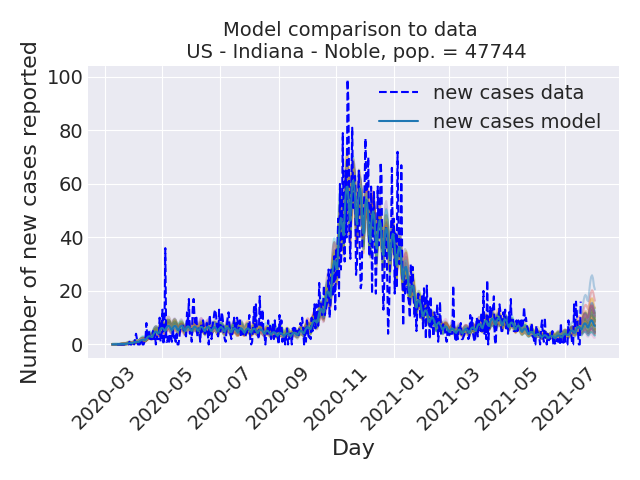 Model comparison to data
US - Indiana - Noble, pop. = 47744
Number of new cases reported
100
80
60
40
20
0
new cases data
new cases model
2020-03
2020-05
2020-07
2020-09
2020-11
2021-01
2021-03
2021-05
2021-07
Day